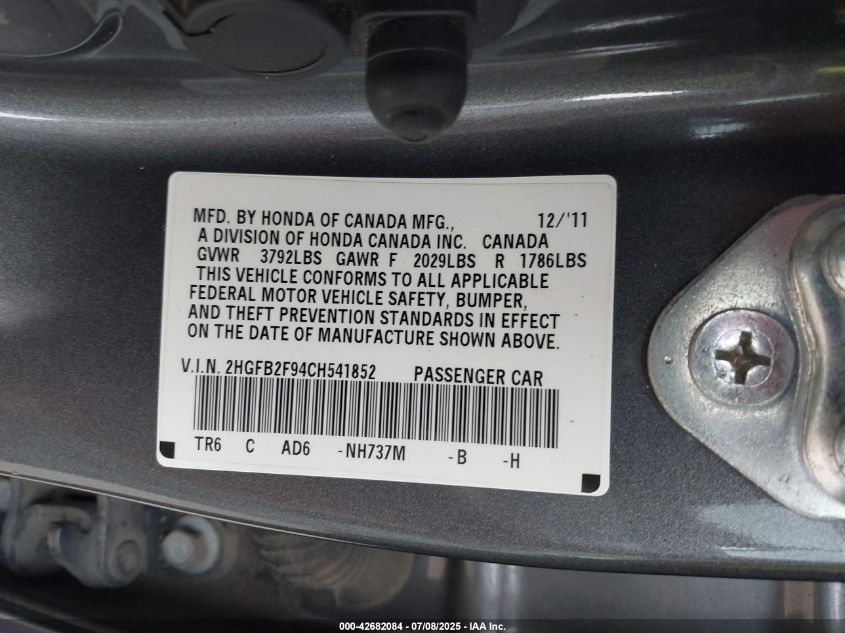 MFD. BY HONDA OF CANADA MFG., 12/'11
A DIVISION OF HONDA CANADA INC. CANADA
GVWR 3792LBS GAWR F 2029LBS R 1786LBS
THIS VEHICLE CONFORMS TO ALL APPLICABLE
FEDERAL MOTOR VEHICLE SAFETY, BUMPER,
AND THEFT PREVENTION STANDARDS IN EFFECT
ON THE DATE OF MANUFACTURE SHOWN ABOVE.
V.I.N. 2HGFB2F94CH541852 PASSENGER CAR
TR6 C AD6 -NH737M -B -H
000-42682084 - 07/08/2025 - IAA Inc.